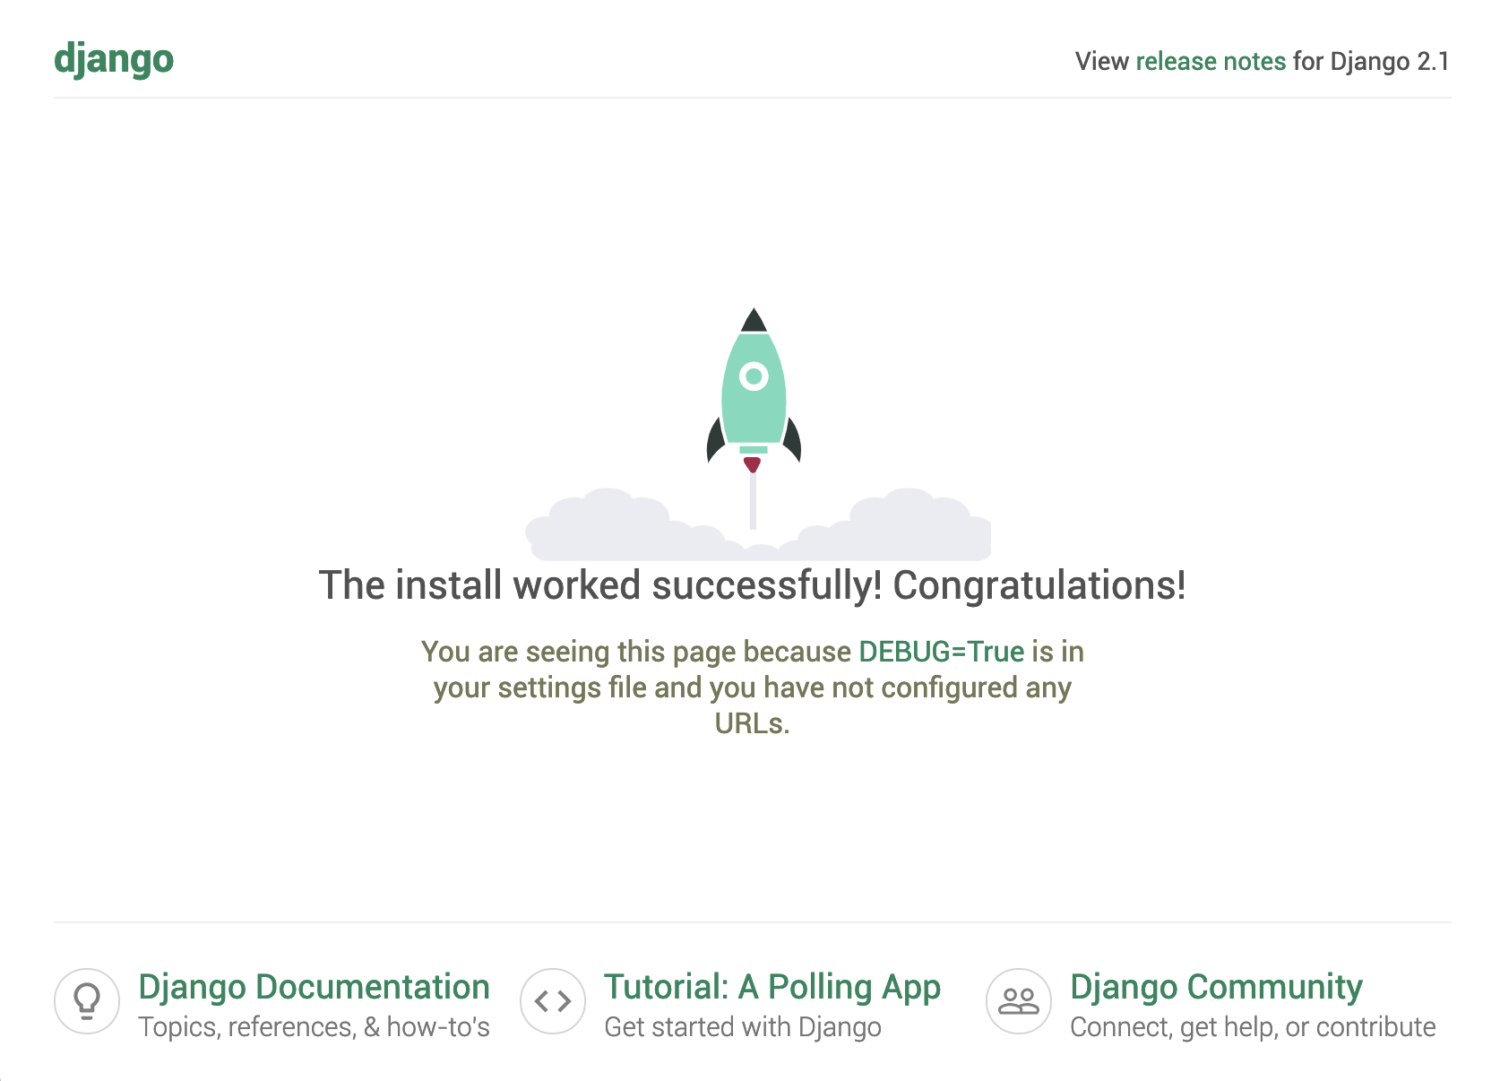 django
View release notes for Django 2.1
The install worked successfully! Congratulations!
You are seeing this page because DEBUG=True is in
your settings file and you have not configured any
URLs.
Django Documentation
Topics, references, & how-to's
Tutorial: A Polling App
Get started with Django
Django Community
Connect, get help, or contribute